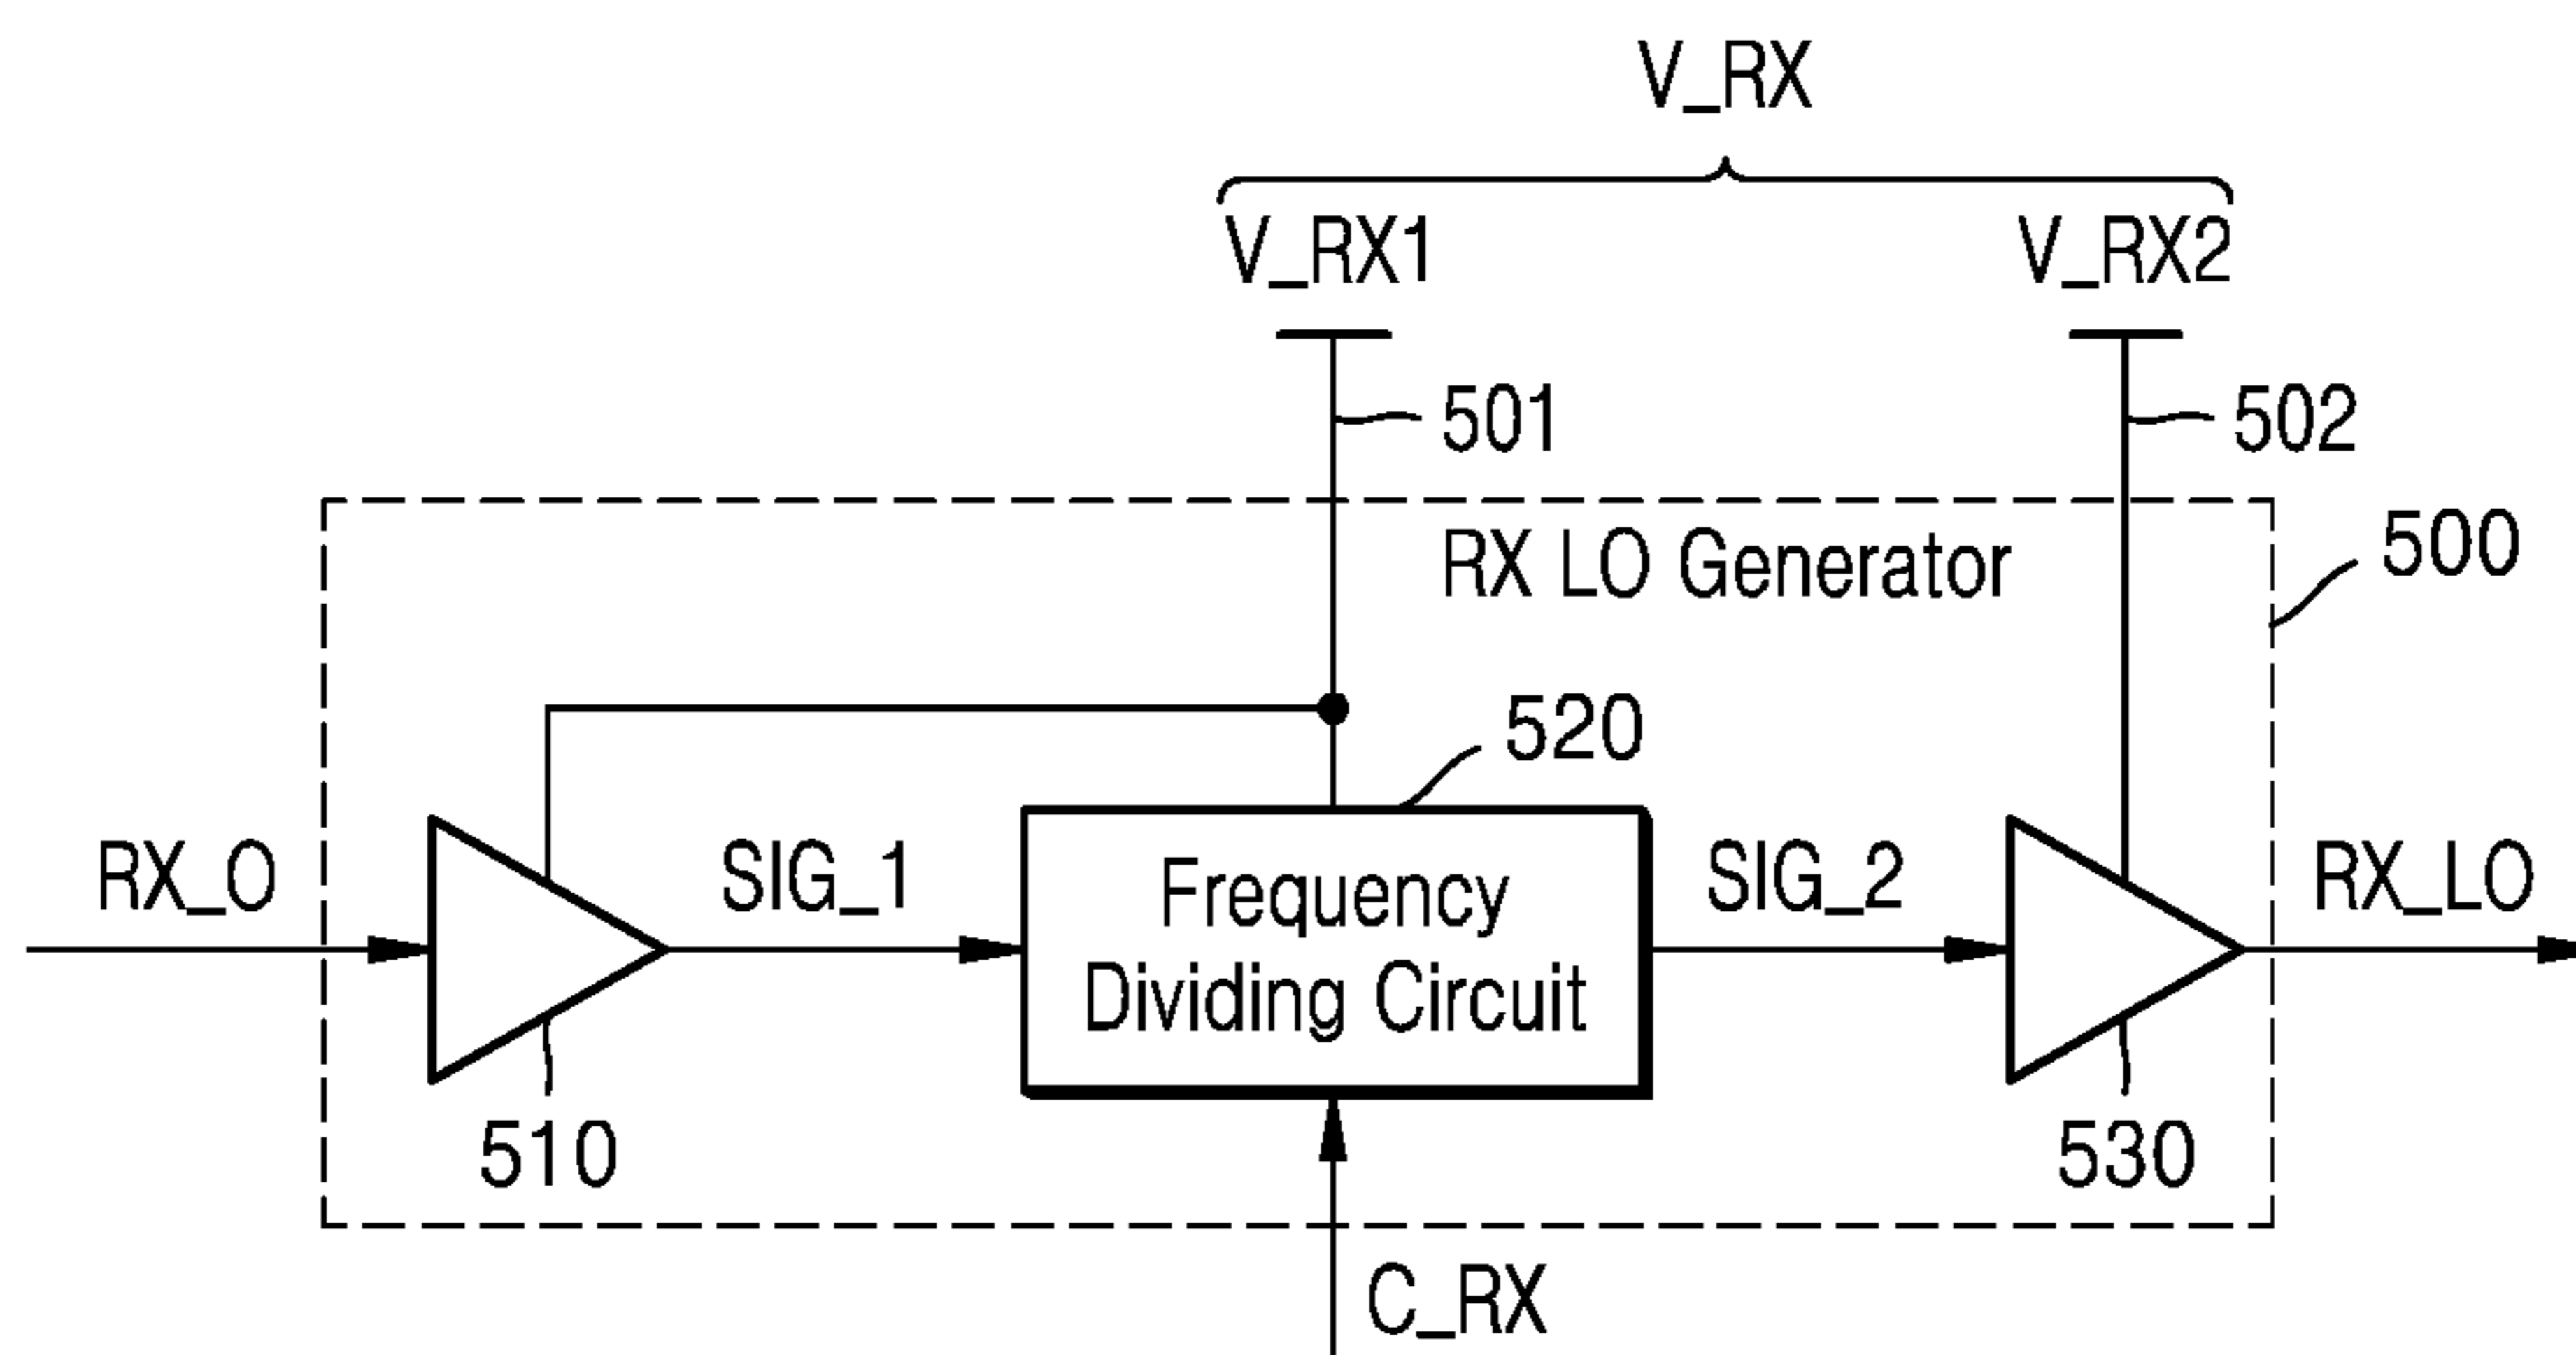 V_RX
V_RX1
V_RX2
501
502
RX LO Generator
500
520
RX_O
SIG_1
Frequency
Dividing Circuit
SIG_2
RX_LO
510
530
C_RX